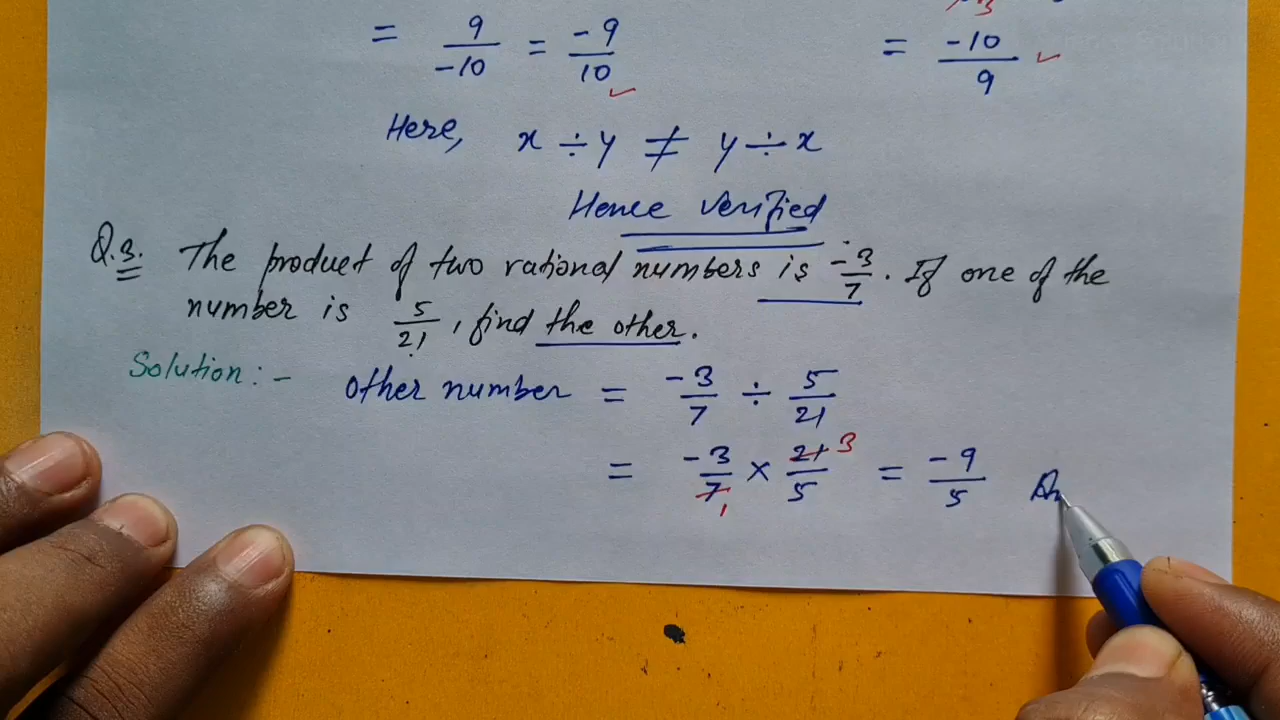 = 9/-10 = -9/10 ✓ = -10/9 ✓
Here, x ÷ y ≠ y ÷ x
Hence verified
Q.3. The product of two rational numbers is -3/7. If one of the
number is 5/21, find the other.
Solution:- Other number = -3/7 ÷ 5/21
= -3/7 1 × 21/5 3 = -9/5